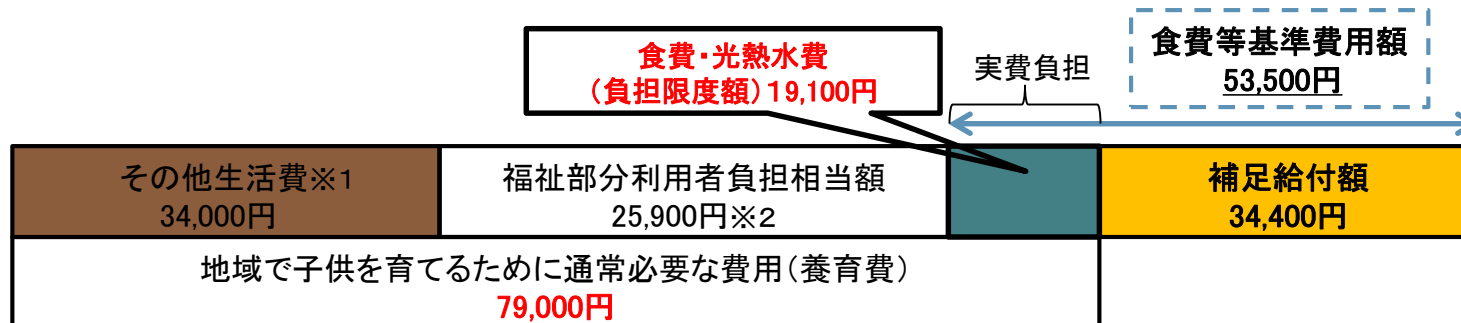 食費・光熱水費
（負担限度額）19,100円
実費負担
食費等基準費用額
53,500円
その他生活費※1
34,000円
福祉部分利用者負担相当額
25,900円※2
補足給付額
34,400円
地域で子供を育てるために通常必要な費用（養育費）
79,000円